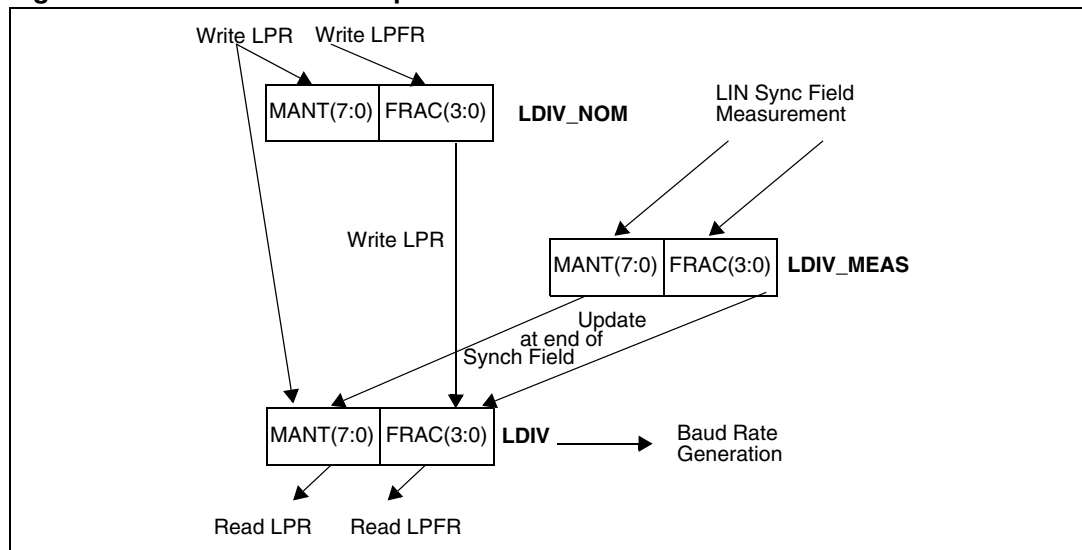 Write LPR
Write LPFR
MANT(7:0)
FRAC(3:0)
LDIV_NOM
LIN Sync Field
Measurement
Write LPR
MANT(7:0)
FRAC(3:0)
LDIV_MEAS
Update
at end of
Synch Field
MANT(7:0)
FRAC(3:0)
LDIV
Baud Rate
Generation
Read LPR
Read LPFR